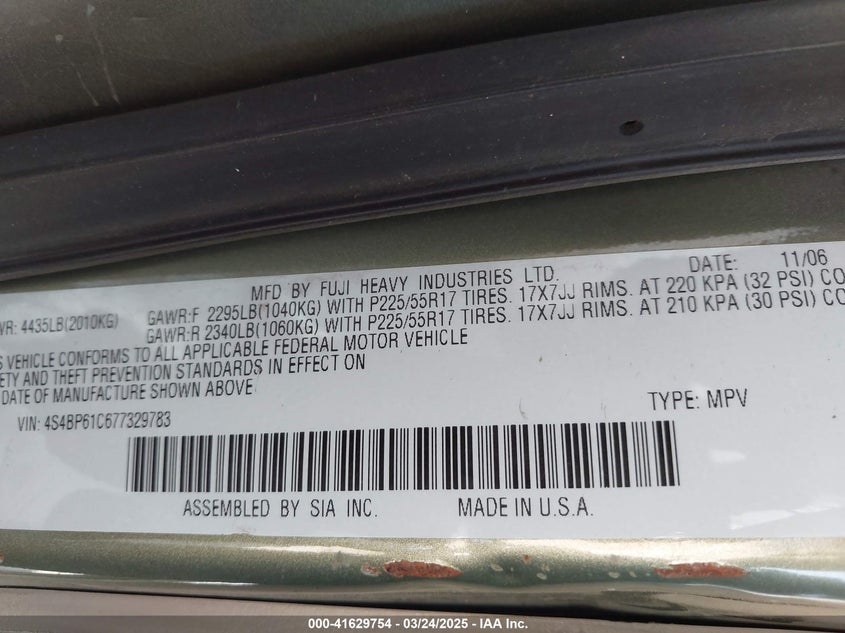 MFD BY FUJI HEAVY INDUSTRIES LTD. DATE: 11/06
WR: 4435LB(2010KG) GAWR:F 2295LB(1040KG) WITH P225/55R17 TIRES. 17X7JJ RIMS. AT 220 KPA (32 PSI) CO
GAWR:R 2340LB(1060KG) WITH P225/55R17 TIRES. 17X7JJ RIMS. AT 210 KPA (30 PSI) CO
S VEHICLE CONFORMS TO ALL APPLICABLE FEDERAL MOTOR VEHICLE
ETY AND THEFT PREVENTION STANDARDS IN EFFECT ON
DATE OF MANUFACTURE SHOWN ABOVE
VIN: 4S4BP61C677329783 TYPE: MPV
ASSEMBLED BY SIA INC. MADE IN U.S.A.
000-41629754 - 03/24/2025 - IAA Inc.